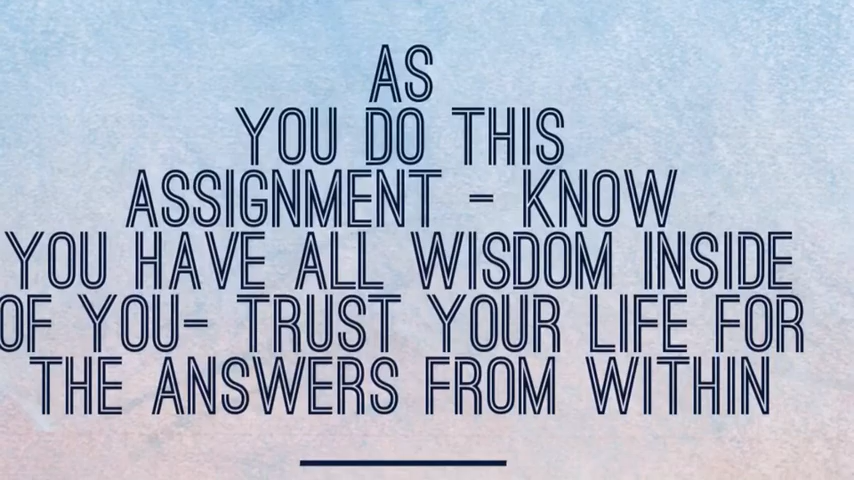 AS
YOU DO THIS
ASSIGNMENT - KNOW
YOU HAVE ALL WISDOM INSIDE
OF YOU- TRUST YOUR LIFE FOR
THE ANSWERS FROM WITHIN